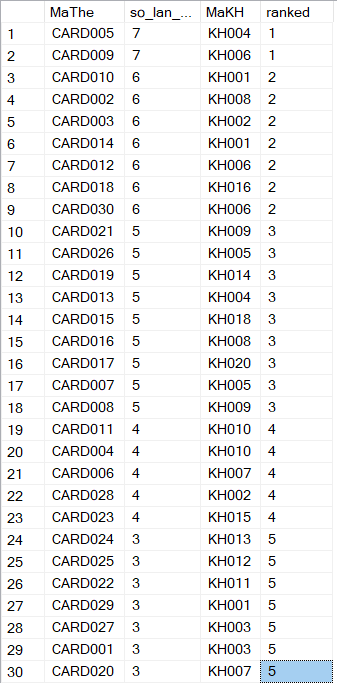 MaThe so_lan_... MaKH ranked
1 CARD005 7 KH004 1
2 CARD009 7 KH006 1
3 CARD010 6 KH001 2
4 CARD002 6 KH008 2
5 CARD003 6 KH002 2
6 CARD014 6 KH001 2
7 CARD012 6 KH006 2
8 CARD018 6 KH016 2
9 CARD030 6 KH006 2
10 CARD021 5 KH009 3
11 CARD026 5 KH005 3
12 CARD019 5 KH014 3
13 CARD013 5 KH004 3
14 CARD015 5 KH018 3
15 CARD016 5 KH008 3
16 CARD017 5 KH020 3
17 CARD007 5 KH005 3
18 CARD008 5 KH009 3
19 CARD011 4 KH010 4
20 CARD004 4 KH010 4
21 CARD006 4 KH007 4
22 CARD028 4 KH002 4
23 CARD023 4 KH015 4
24 CARD024 3 KH013 5
25 CARD025 3 KH012 5
26 CARD022 3 KH011 5
27 CARD029 3 KH001 5
28 CARD027 3 KH003 5
29 CARD001 3 KH003 5
30 CARD020 3 KH007 5